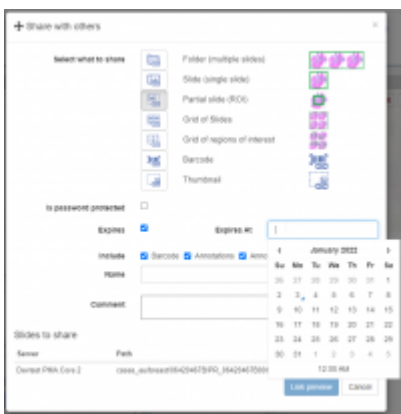 Share with others ×
Select what to share
Folder (multiple slides)
Slide (single slide)
Partial slide (ROI)
Grid of Slides
Grid of regions of interest
Barcode
Thumbnail
Is password protected
Expires Expires At:
Include Barcode Annotations
Name
Comment
January 2022
Su Mo Tu We Th Fr Sa
26 27 28 29 30 31 1
2 3 4 5 6 7 8
9 10 11 12 13 14 15
16 17 18 19 20 21 22
23 24 25 26 27 28 29
30 31 1 2 3 4 5
12:00 AM
Slides to share
Server Path
Link preview Cancel